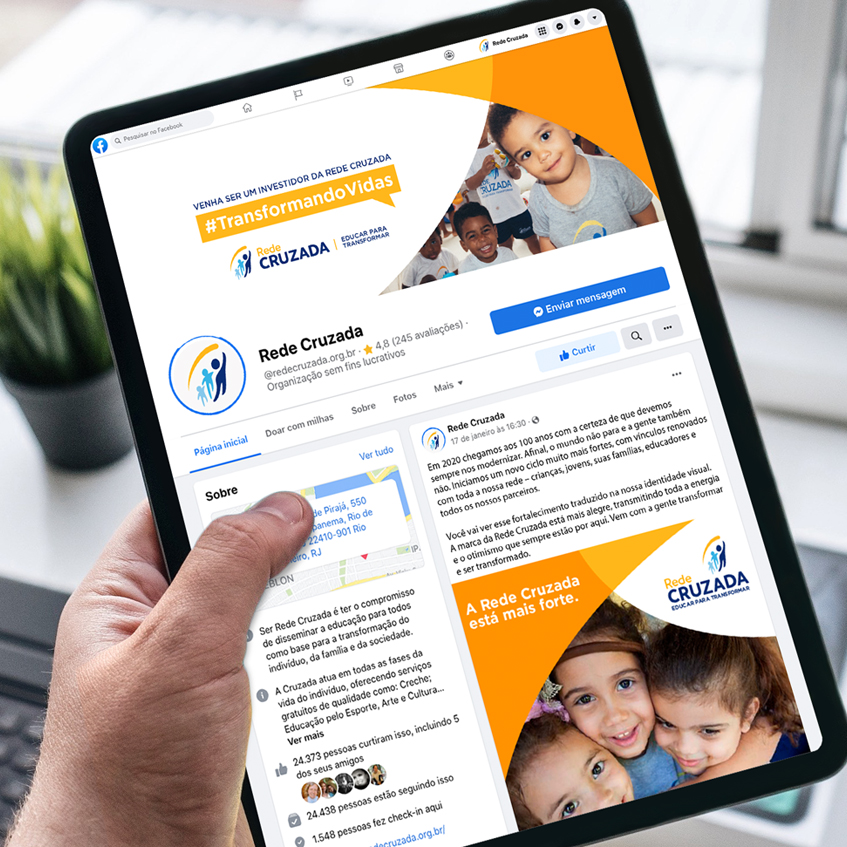 Pesquisar no Facebook
Rede Cruzada
VENHA SER UM INVESTIDOR DA REDE CRUZADA
#TransformandoVidas
Rede
CRUZADA
EDUCAR PARA
TRANSFORMAR
CRUZADA
Rede Cruzada
@redecruzada.org.br · 4,8 (245 avaliações) ·
Organização sem fins lucrativos
Enviar mensagem
Curtir
Página inicial
Doar com milhas
Sobre
Fotos
Mais
Sobre
Ver tudo
de Pirajá, 550
panema, Rio de
22410-901 Rio
eiro, RJ
EBLON
IP
Ser Rede Cruzada é ter o compromisso
de disseminar a educação para todos
como base para a transformação do
indivíduo, da família e da sociedade.
A Cruzada atua em todas as fases da
vida do indivíduo, oferecendo serviços
gratuitos de qualidade como: Creche;
Educação pelo Esporte, Arte e Cultura...
Ver mais
24.373 pessoas curtiram isso, incluindo 5
dos seus amigos
24.438 pessoas estão seguindo isso
1.548 pessoas fez check-in aqui
decruzada.org.br/
Rede Cruzada
17 de janeiro às 16:30 ·
Em 2020 chegamos aos 100 anos com a certeza de que devemos
sempre nos modernizar. Afinal, o mundo não para e a gente também
não. Iniciamos um novo ciclo muito mais fortes, com vínculos renovados
com toda a nossa rede – crianças, jovens, suas famílias, educadores e
todos os nossos parceiros.
Você vai ver esse fortalecimento traduzido na nossa identidade visual.
A marca da Rede Cruzada está mais alegre, transmitindo toda a energia
e o otimismo que sempre estão por aqui. Vem com a gente transformar
e ser transformado.
A Rede Cruzada
está mais forte.
Rede
CRUZADA
EDUCAR PARA TRANSFORMAR